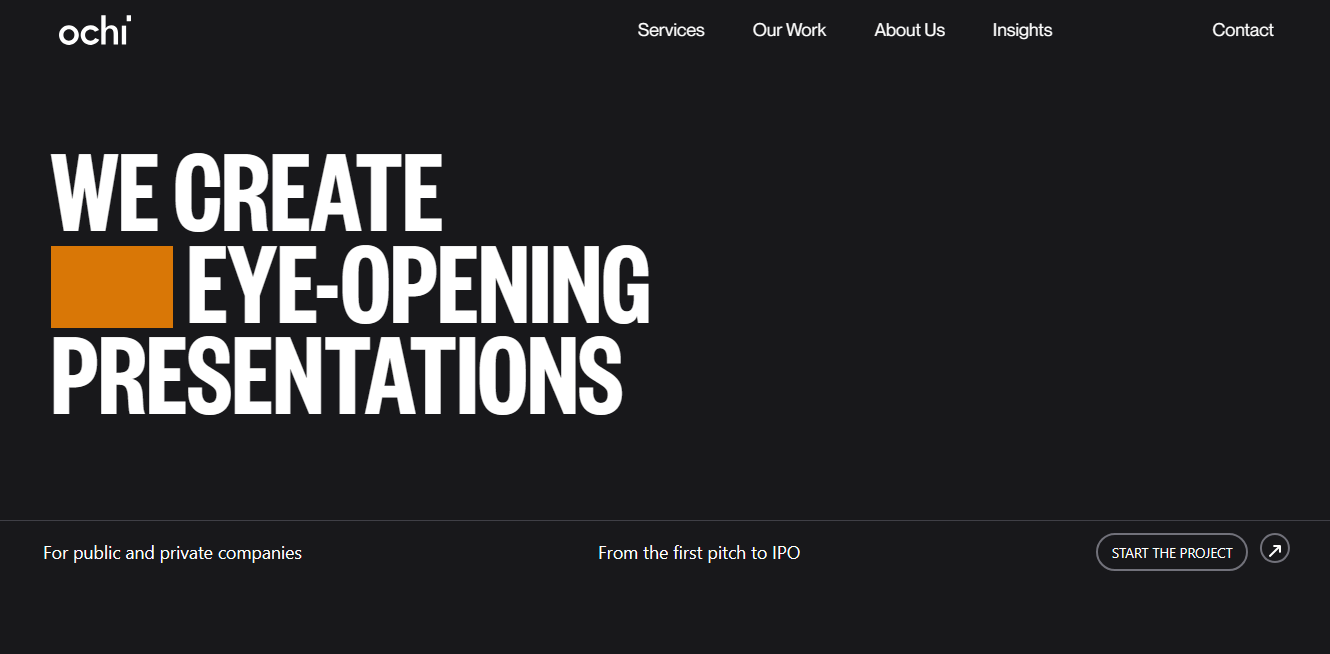 ochi
Services Our Work About Us Insights Contact
WE CREATE
EYE-OPENING
PRESENTATIONS
For public and private companies From the first pitch to IPO START THE PROJECT